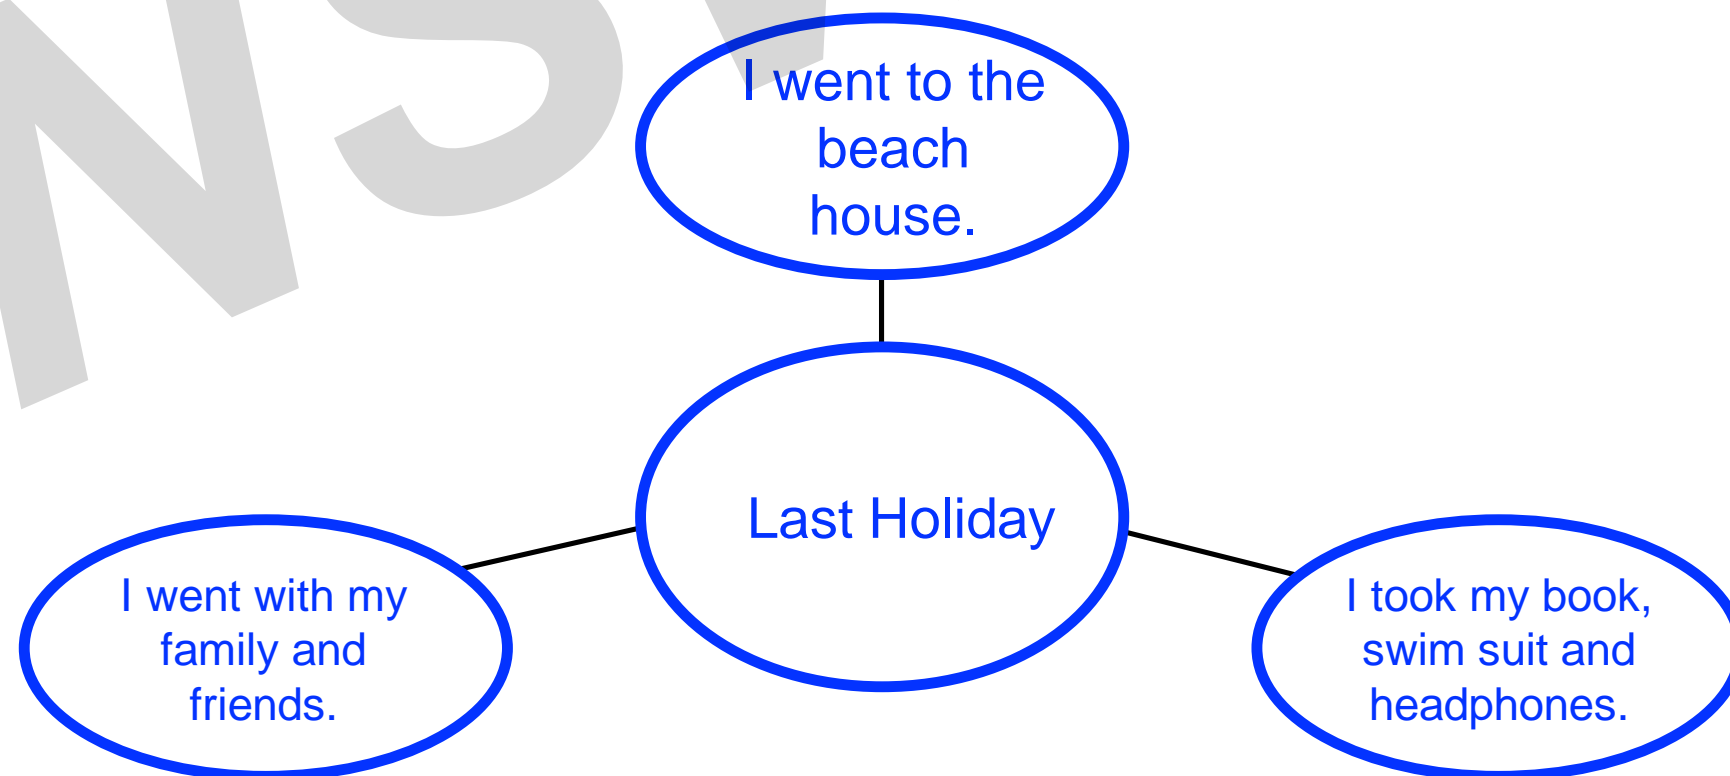 I went to the
beach
house.
Last Holiday
I went with my
family and
friends.
I took my book,
swim suit and
headphones.